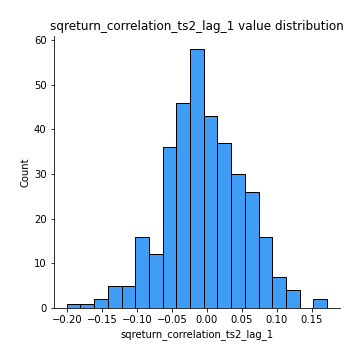 sqreturn_correlation_ts2_lag_1 value distribution
60
50
40
30
20
10
0
Count
−0.20 −0.15 −0.10 −0.05 0.00 0.05 0.10 0.15
sqreturn_correlation_ts2_lag_1